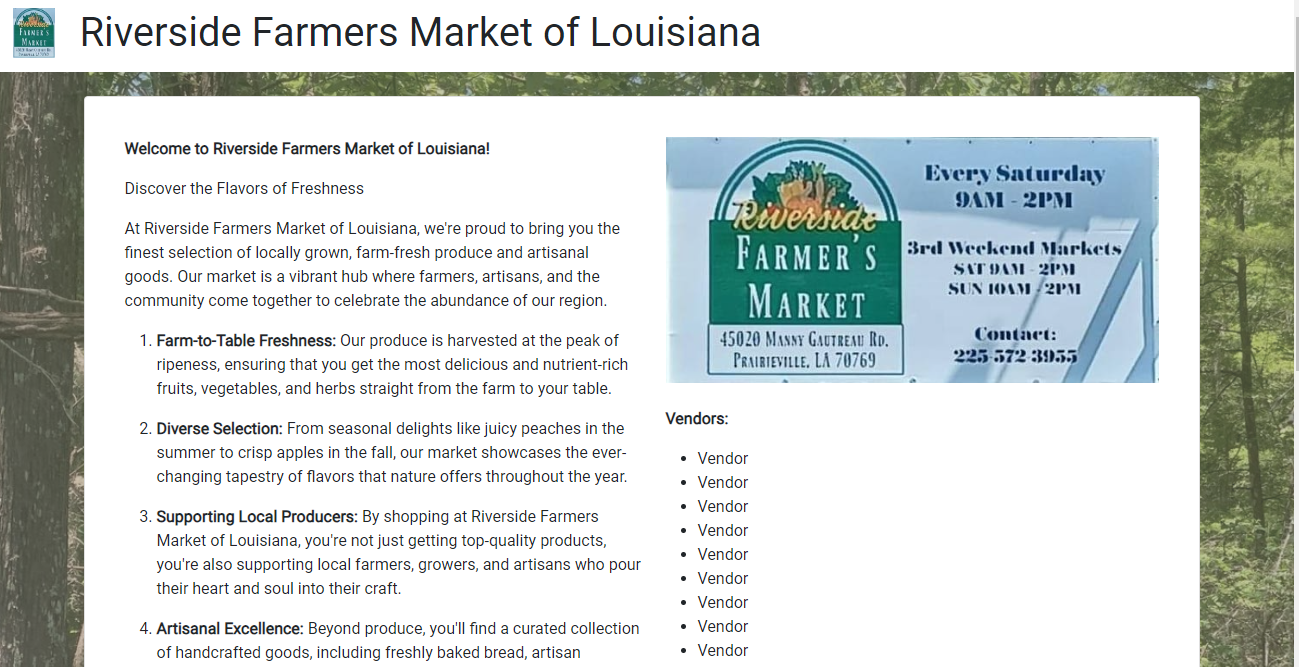 Riverside Farmers Market of Louisiana
Riverside
FARMER'S
MARKET
Welcome to Riverside Farmers Market of Louisiana!
Discover the Flavors of Freshness
At Riverside Farmers Market of Louisiana, we're proud to bring you the
finest selection of locally grown, farm-fresh produce and artisanal
goods. Our market is a vibrant hub where farmers, artisans, and the
community come together to celebrate the abundance of our region.
1. Farm-to-Table Freshness: Our produce is harvested at the peak of
ripeness, ensuring that you get the most delicious and nutrient-rich
fruits, vegetables, and herbs straight from the farm to your table.
2. Diverse Selection: From seasonal delights like juicy peaches in the
summer to crisp apples in the fall, our market showcases the ever-
changing tapestry of flavors that nature offers throughout the year.
3. Supporting Local Producers: By shopping at Riverside Farmers
Market of Louisiana, you're not just getting top-quality products,
you're also supporting local farmers, growers, and artisans who pour
their heart and soul into their craft.
4. Artisanal Excellence: Beyond produce, you'll find a curated collection
of handcrafted goods, including freshly baked bread, artisan
Riverside
FARMER'S
MARKET
45020 MANNY GAUTREAU RD.
PRAIRIEVILLE, LA 70769
Every Saturday
9AM - 2PM
3rd Weekend Markets
SAT 9AM - 2PM
SUN 10AM - 2PM
Contact:
225-572-3955
Vendors:
• Vendor
• Vendor
• Vendor
• Vendor
• Vendor
• Vendor
• Vendor
• Vendor
• Vendor